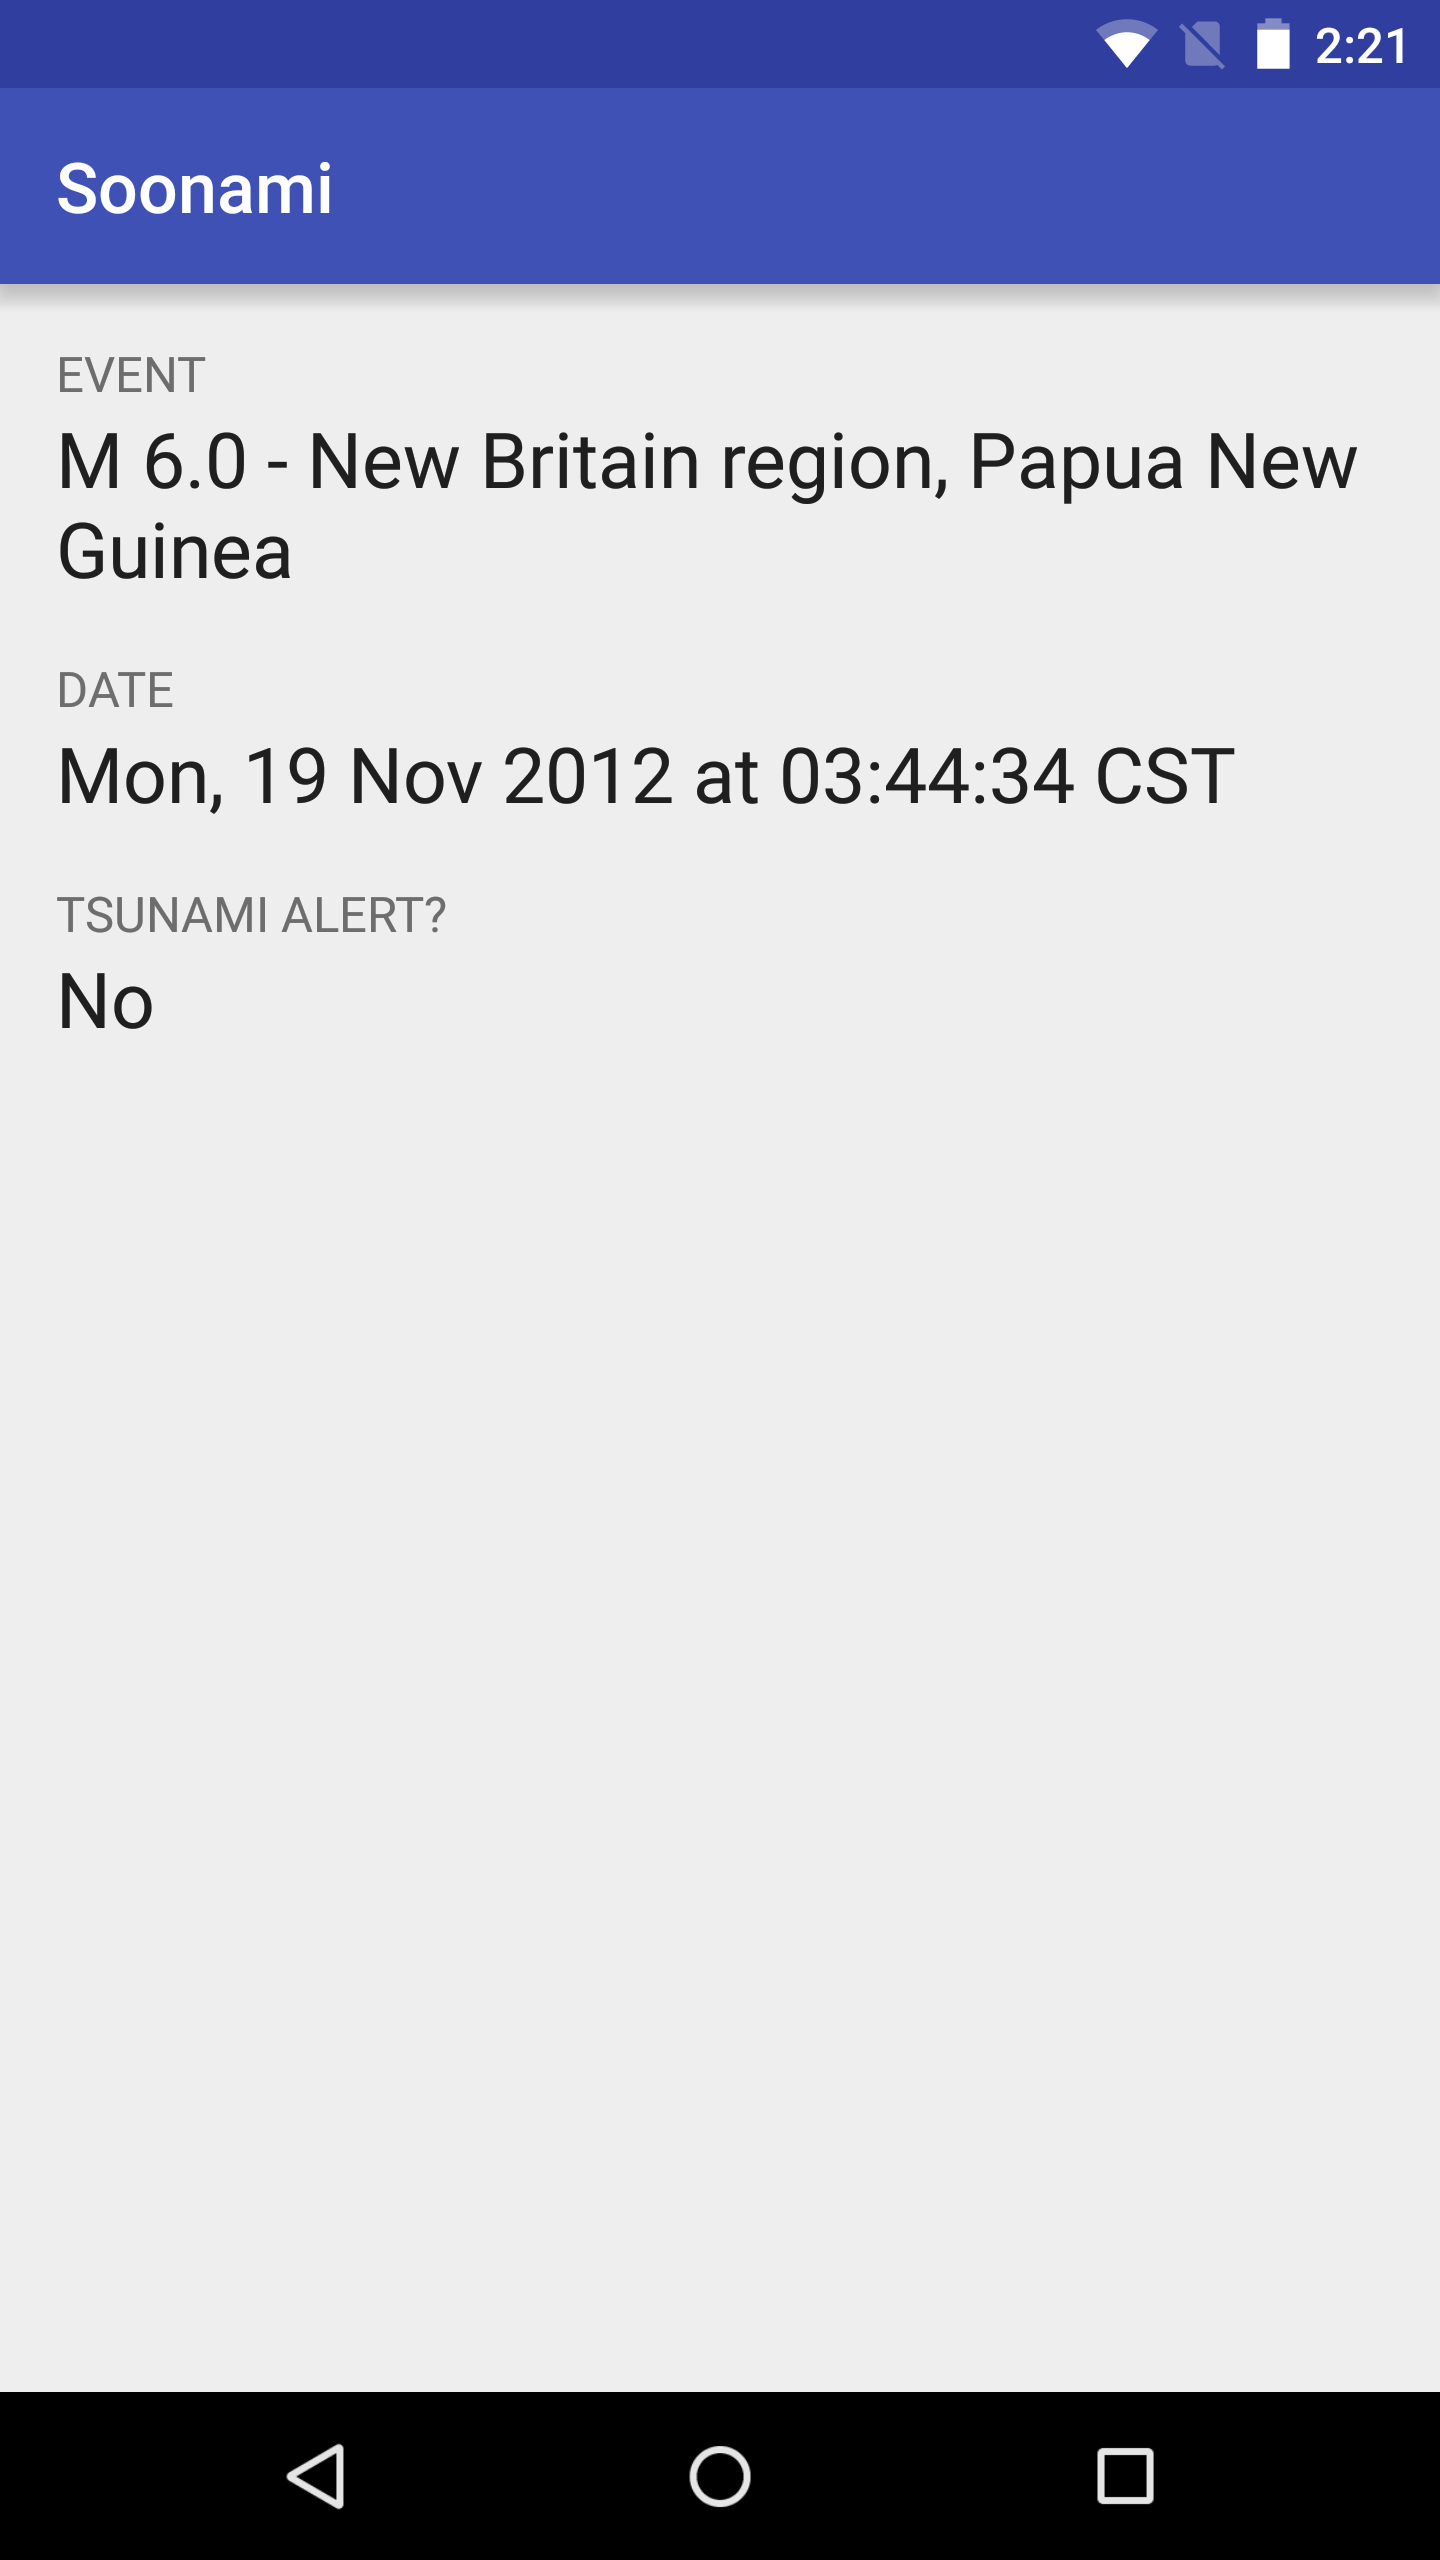 2:21
Soonami
EVENT
M 6.0 - New Britain region, Papua New
Guinea
DATE
Mon, 19 Nov 2012 at 03:44:34 CST
TSUNAMI ALERT?
No